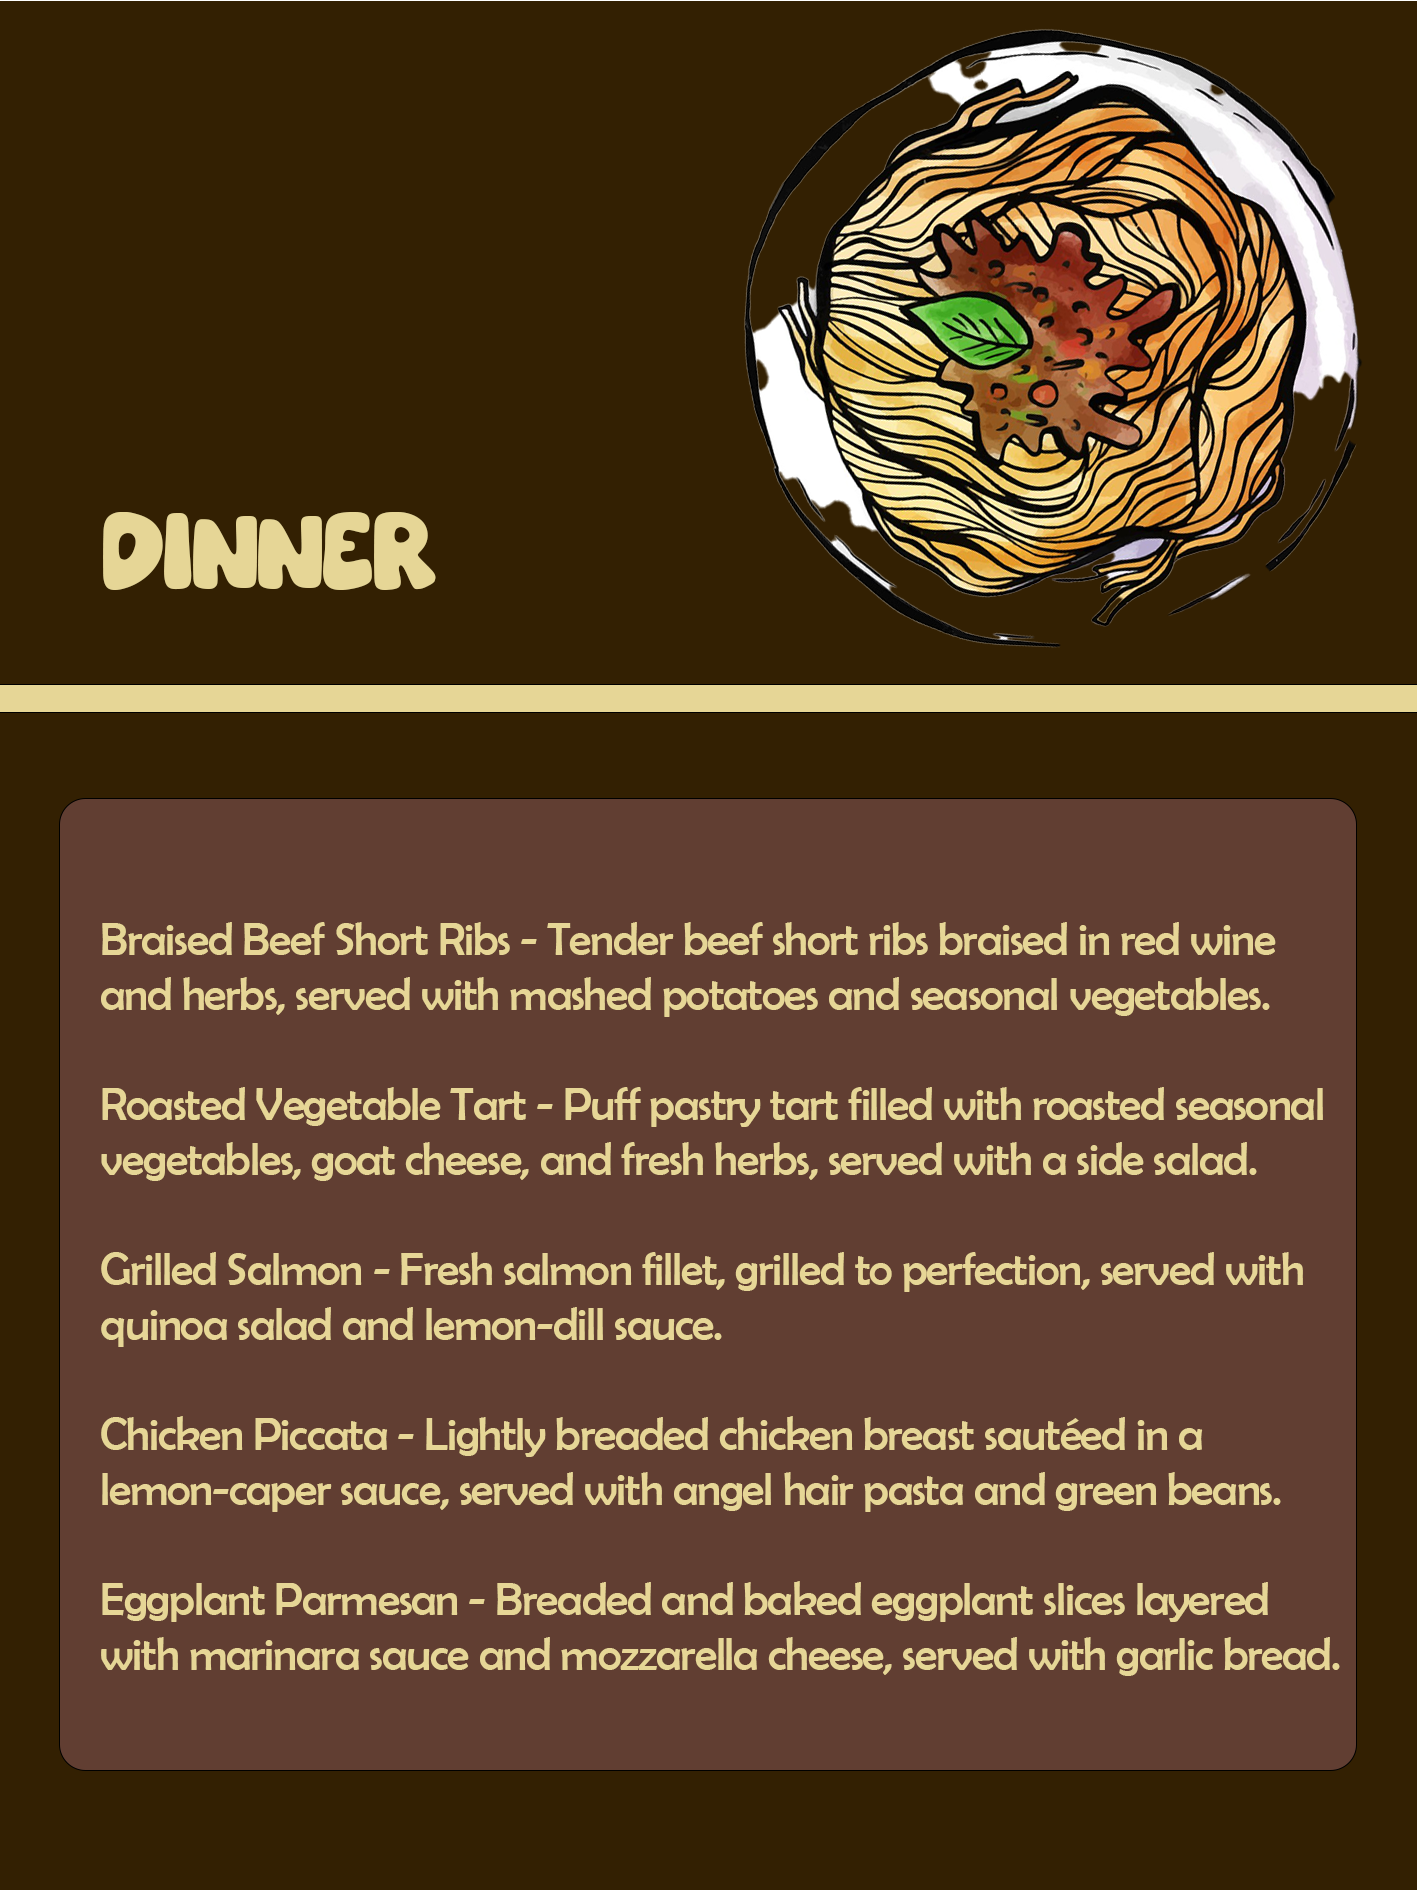 DINNER
Braised Beef Short Ribs - Tender beef short ribs braised in red wine
and herbs, served with mashed potatoes and seasonal vegetables.
Roasted Vegetable Tart - Puff pastry tart filled with roasted seasonal
vegetables, goat cheese, and fresh herbs, served with a side salad.
Grilled Salmon - Fresh salmon fillet, grilled to perfection, served with
quinoa salad and lemon-dill sauce.
Chicken Piccata - Lightly breaded chicken breast sautéed in a
lemon-caper sauce, served with angel hair pasta and green beans.
Eggplant Parmesan - Breaded and baked eggplant slices layered
with marinara sauce and mozzarella cheese, served with garlic bread.